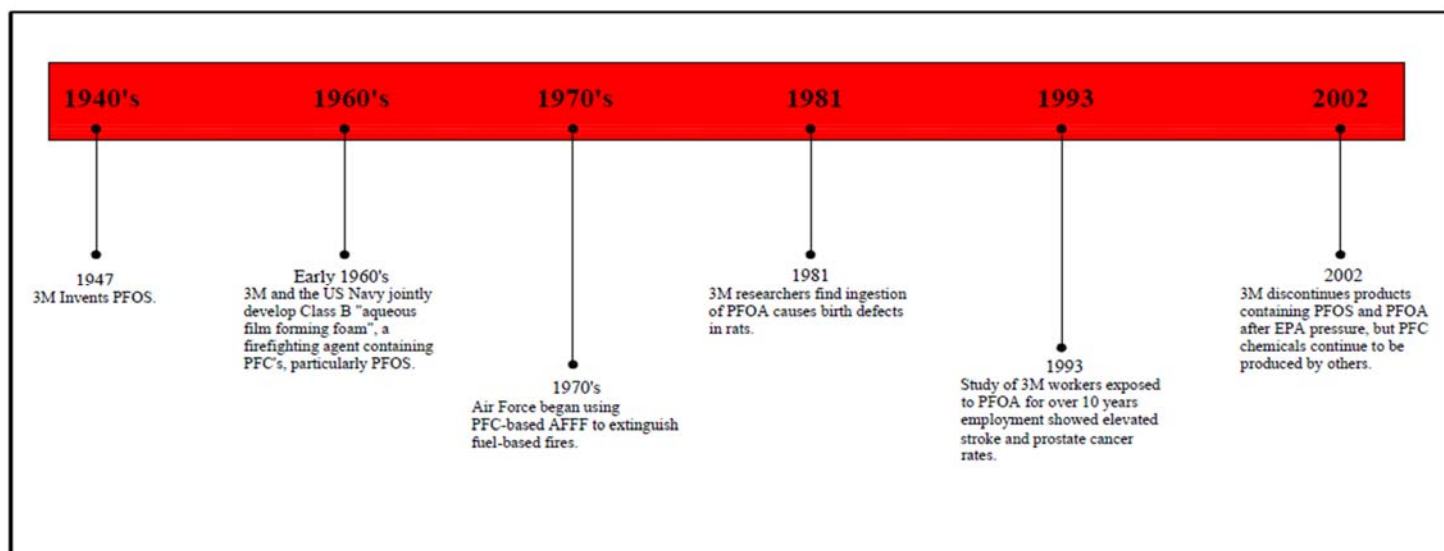 1940's
1960's
1970's
1981
1993
2002
1947
3M Invents PFOS.
Early 1960's
3M and the US Navy jointly
develop Class B "aqueous
film forming foam", a
firefighting agent containing
PFC's, particularly PFOS.
1970's
Air Force began using
PFC-based AFFF to extinguish
fuel-based fires.
1981
3M researchers find ingestion
of PFOA causes birth defects
in rats.
1993
Study of 3M workers exposed
to PFOA for over 10 years
employment showed elevated
stroke and prostate cancer
rates.
2002
3M discontinues products
containing PFOS and PFOA
after EPA pressure, but PFC
chemicals continue to be
produced by others.